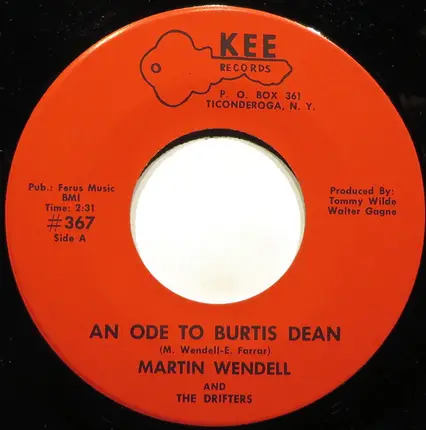 KEE
RECORDS
P. O. BOX 361
TICONDEROGA, N. Y.
Pub.: Ferus Music
BMI
Time: 2:31
#367
Side A
Produced By:
Tommy Wilde
Walter Gagne
AN ODE TO BURTIS DEAN
(M. Wendell-E. Farrar)
MARTIN WENDELL
AND
THE DRIFTERS